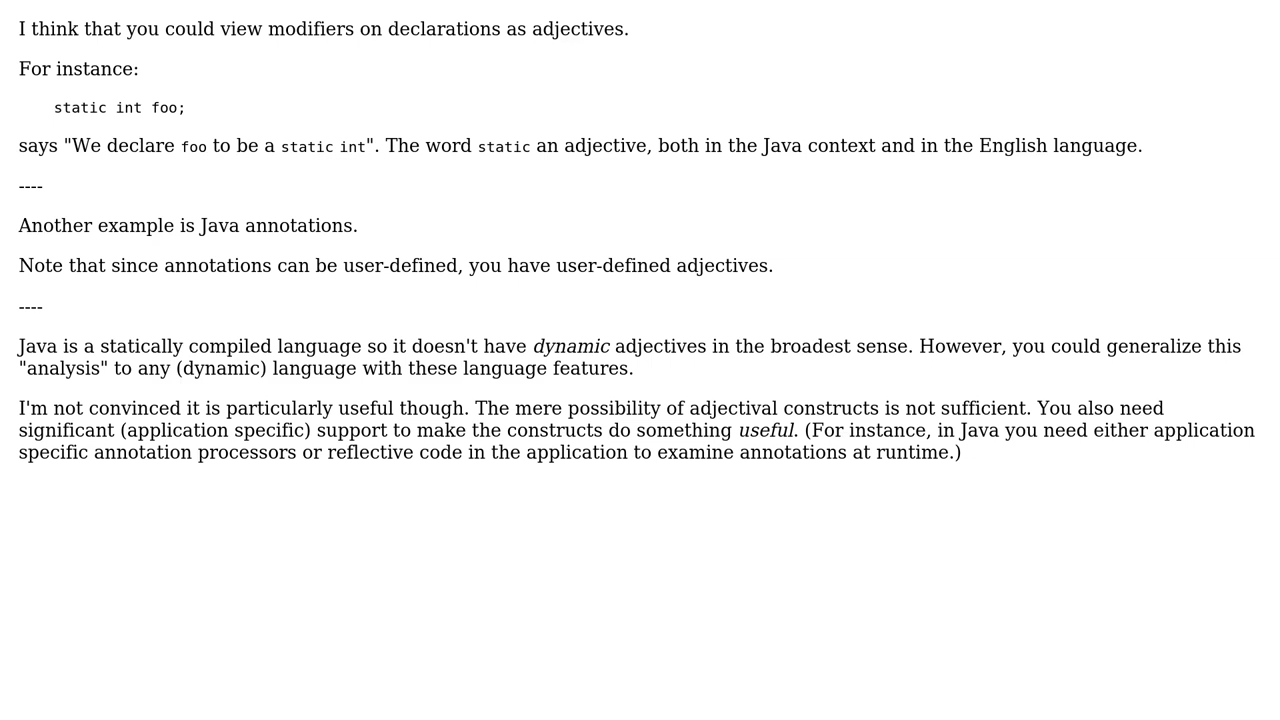 I think that you could view modifiers on declarations as adjectives.
For instance:
static int foo;
says "We declare foo to be a static int". The word static an adjective, both in the Java context and in the English language.
----
Another example is Java annotations.
Note that since annotations can be user-defined, you have user-defined adjectives.
----
Java is a statically compiled language so it doesn't have dynamic adjectives in the broadest sense. However, you could generalize this
"analysis" to any (dynamic) language with these language features.
I'm not convinced it is particularly useful though. The mere possibility of adjectival constructs is not sufficient. You also need
significant (application specific) support to make the constructs do something useful. (For instance, in Java you need either application
specific annotation processors or reflective code in the application to examine annotations at runtime.)